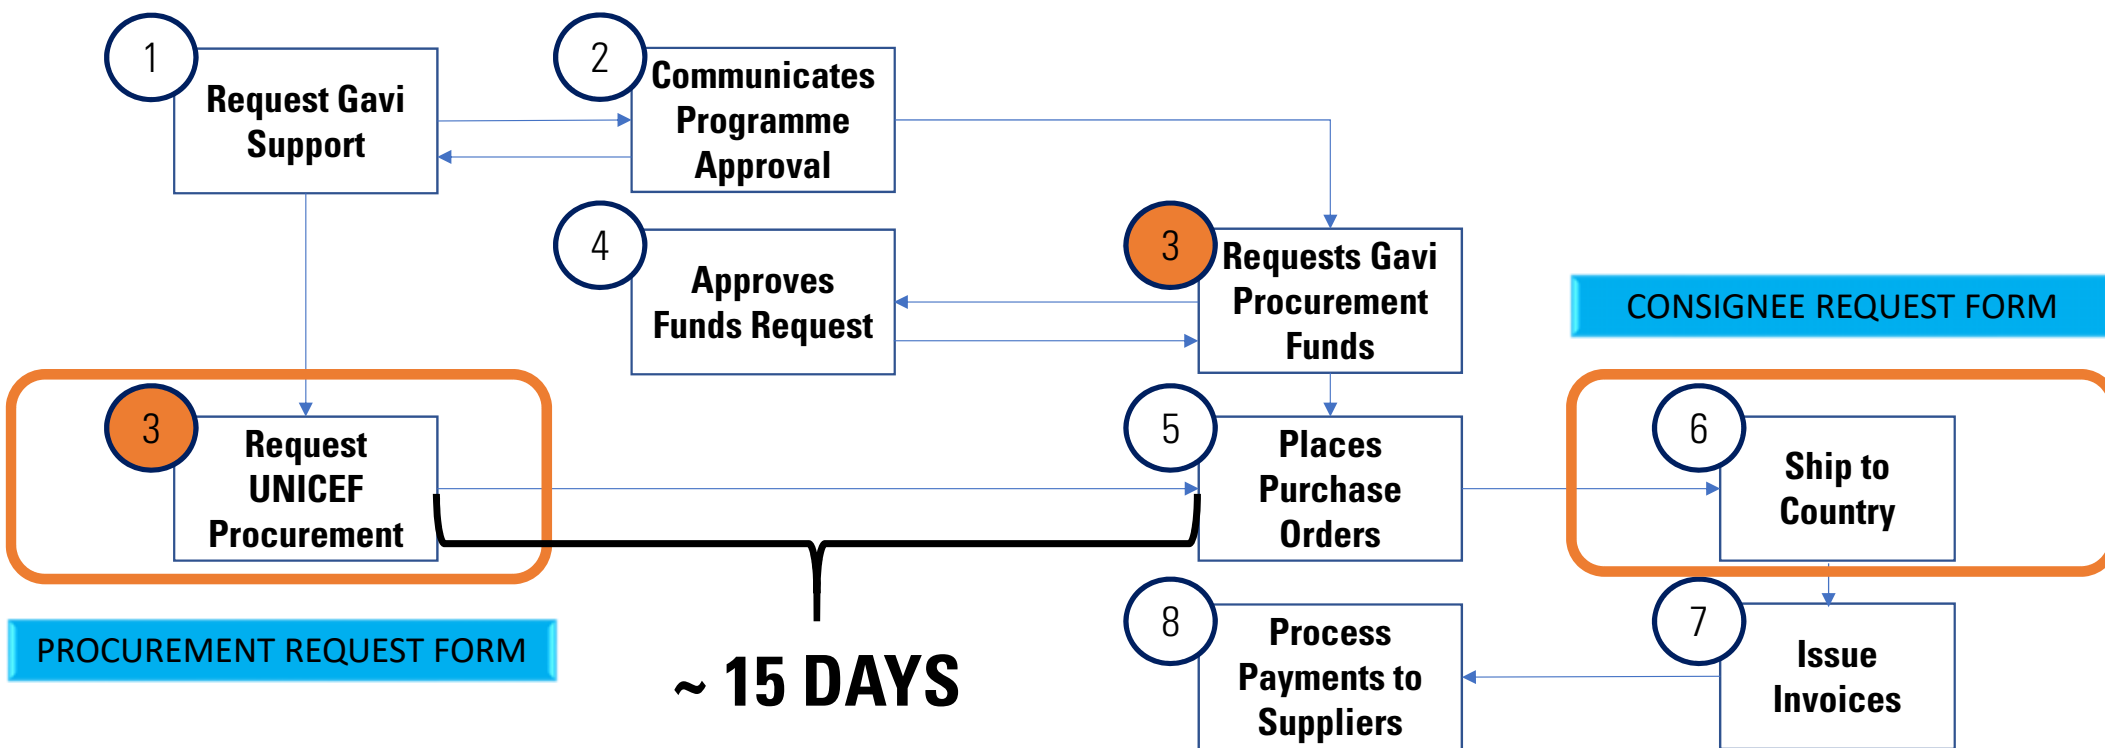 1
Request Gavi
Support
2
Communicates
Programme
Approval
4
Approves
Funds Request
3
Requests Gavi
Procurement
Funds
CONSIGNEE REQUEST FORM
3
Request
UNICEF
Procurement
5
Places
Purchase
Orders
6
Ship to
Country
PROCUREMENT REQUEST FORM
~ 15 DAYS
8
Process
Payments to
Suppliers
7
Issue
Invoices